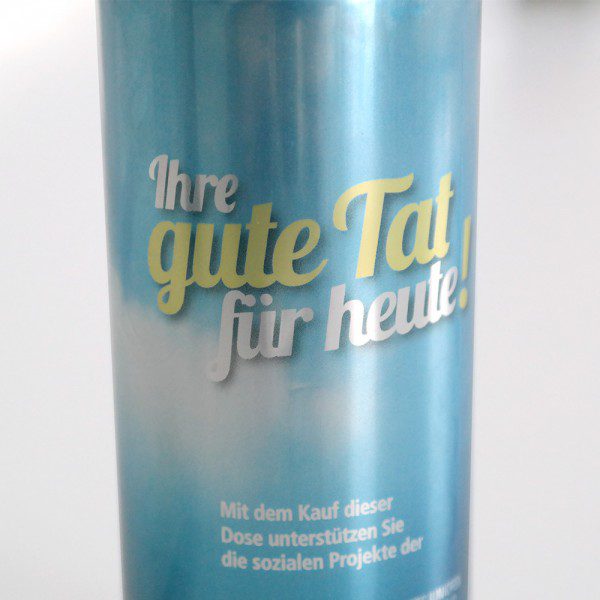 Ihre
gute Tat
für heute!
Mit dem Kauf dieser
Dose unterstützen Sie
die sozialen Projekte der